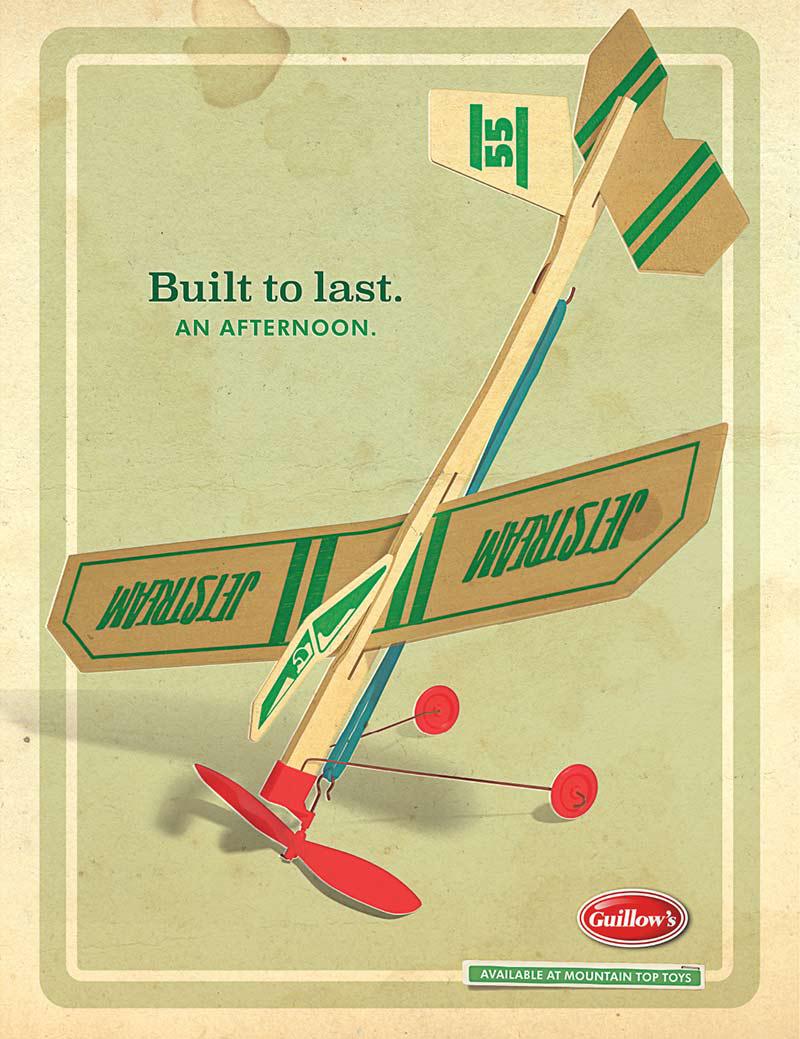 55
Built to last.
AN AFTERNOON.
JETSTREAM
JETSTREAM
Guillow's
AVAILABLE AT MOUNTAIN TOP TOYS